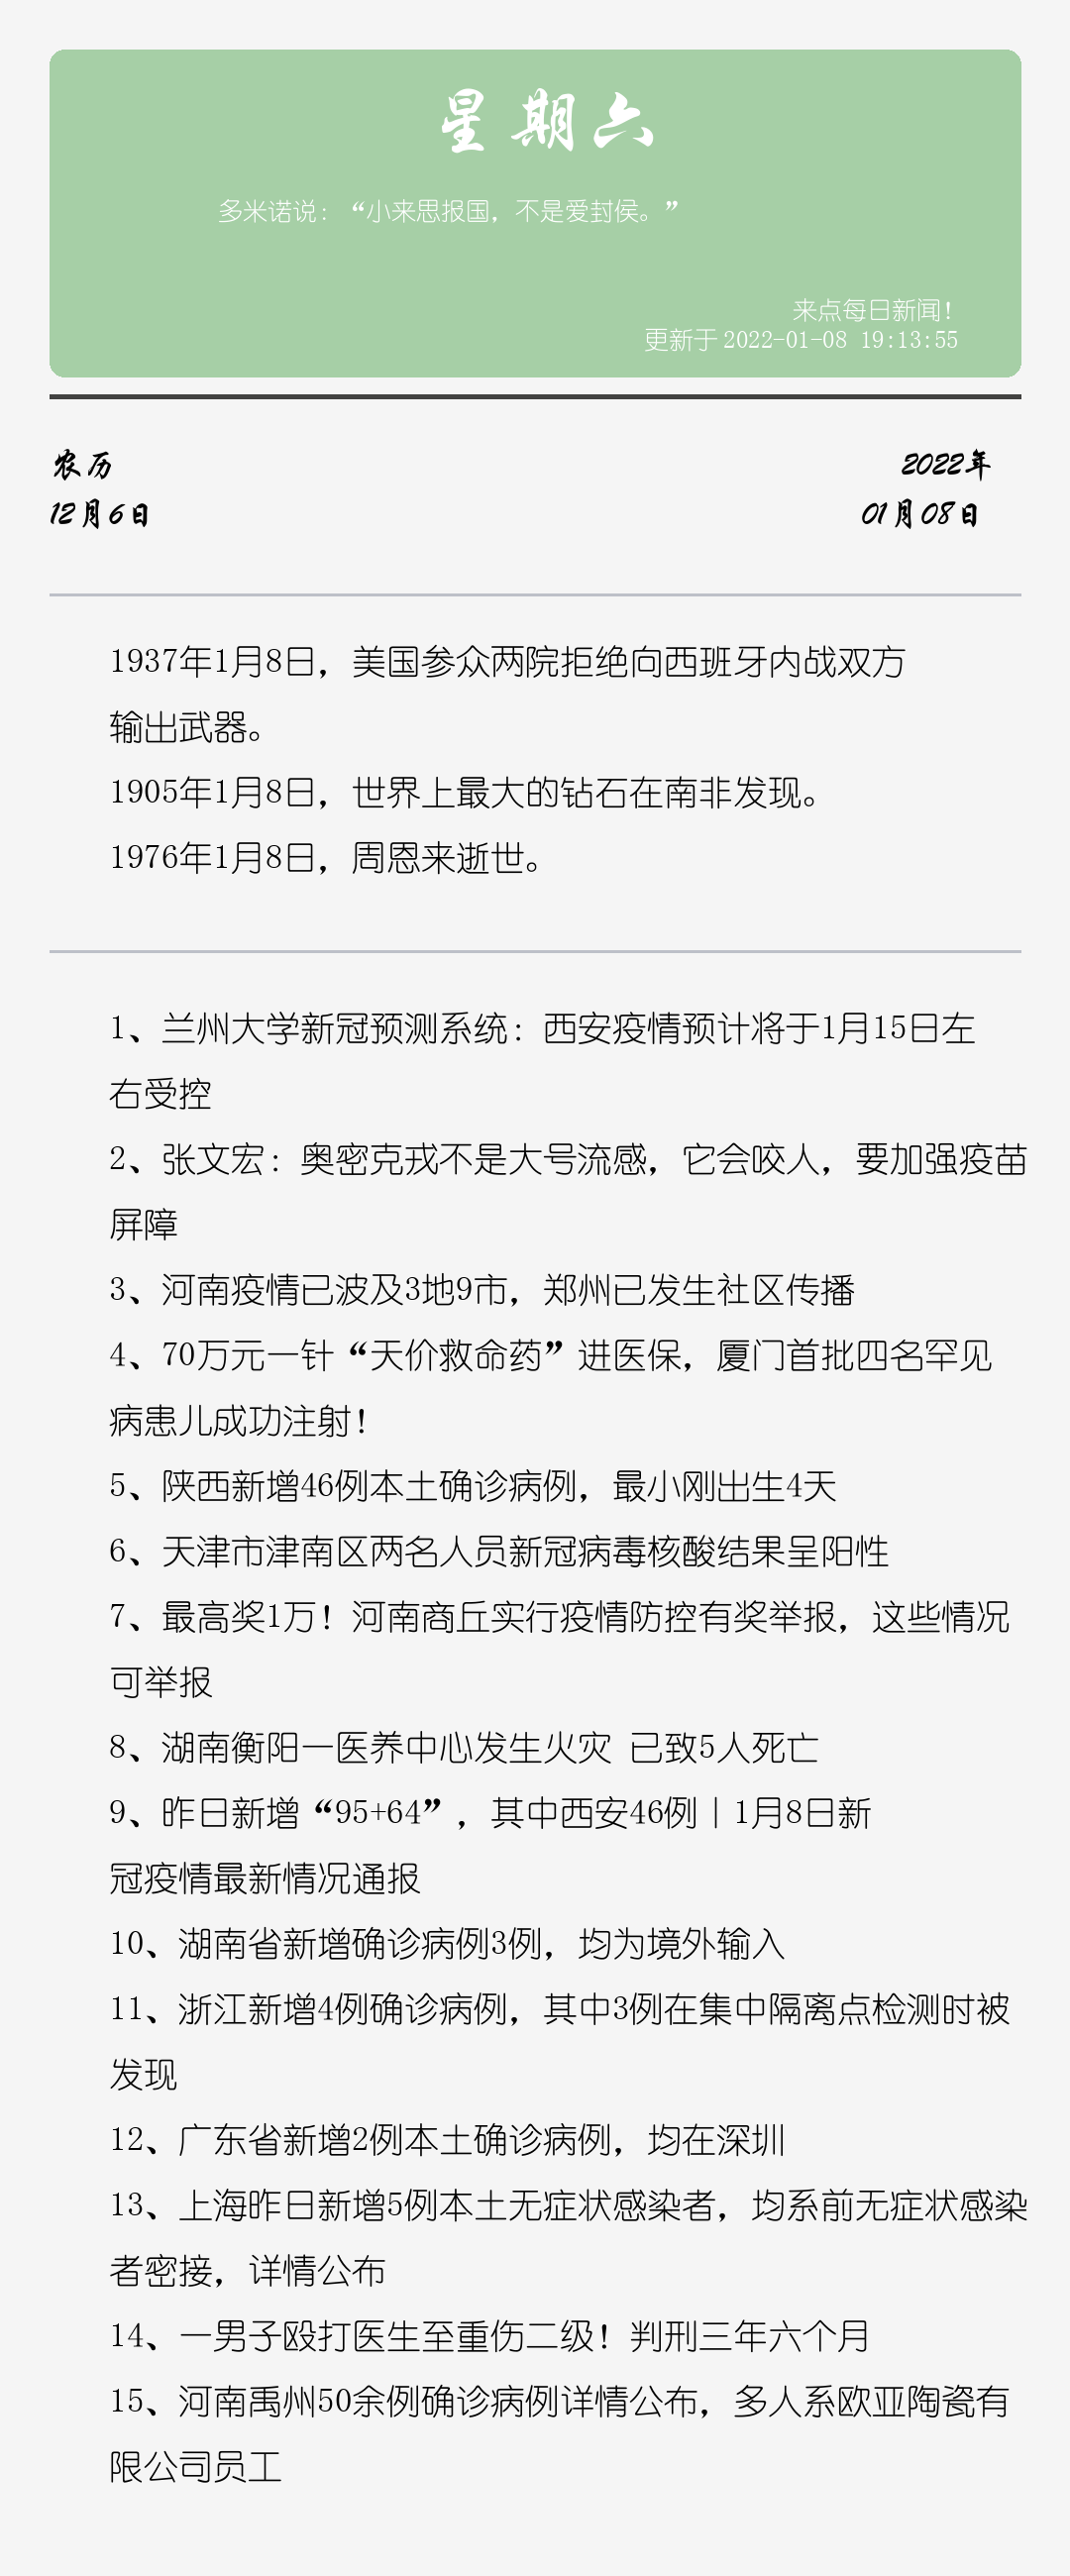 星期六
多米诺说：“小来思报国，不是爱封侯。”
来点每日新闻！
更新于 2022-01-08 19:13:55
农历
2022年
12月6日
01月08日
1937年1月8日，美国参众两院拒绝向西班牙内战双方
输出武器。
1905年1月8日，世界上最大的钻石在南非发现。
1976年1月8日，周恩来逝世。
1、兰州大学新冠预测系统：西安疫情预计将于1月15日左
右受控
2、张文宏：奥密克戎不是大号流感，它会咬人，要加强疫苗
屏障
3、河南疫情已波及3地9市，郑州已发生社区传播
4、70万元一针“天价救命药”进医保，厦门首批四名罕见
病患儿成功注射！
5、陕西新增46例本土确诊病例，最小刚出生4天
6、天津市津南区两名人员新冠病毒核酸结果呈阳性
7、最高奖1万！河南商丘实行疫情防控有奖举报，这些情况
可举报
8、湖南衡阳一医养中心发生火灾 已致5人死亡
9、昨日新增“95+64”，其中西安46例｜1月8日新
冠疫情最新情况通报
10、湖南省新增确诊病例3例，均为境外输入
11、浙江新增4例确诊病例，其中3例在集中隔离点检测时被
发现
12、广东省新增2例本土确诊病例，均在深圳
13、上海昨日新增5例本土无症状感染者，均系前无症状感染
者密接，详情公布
14、一男子殴打医生至重伤二级！判刑三年六个月
15、河南禹州50余例确诊病例详情公布，多人系欧亚陶瓷有
限公司员工